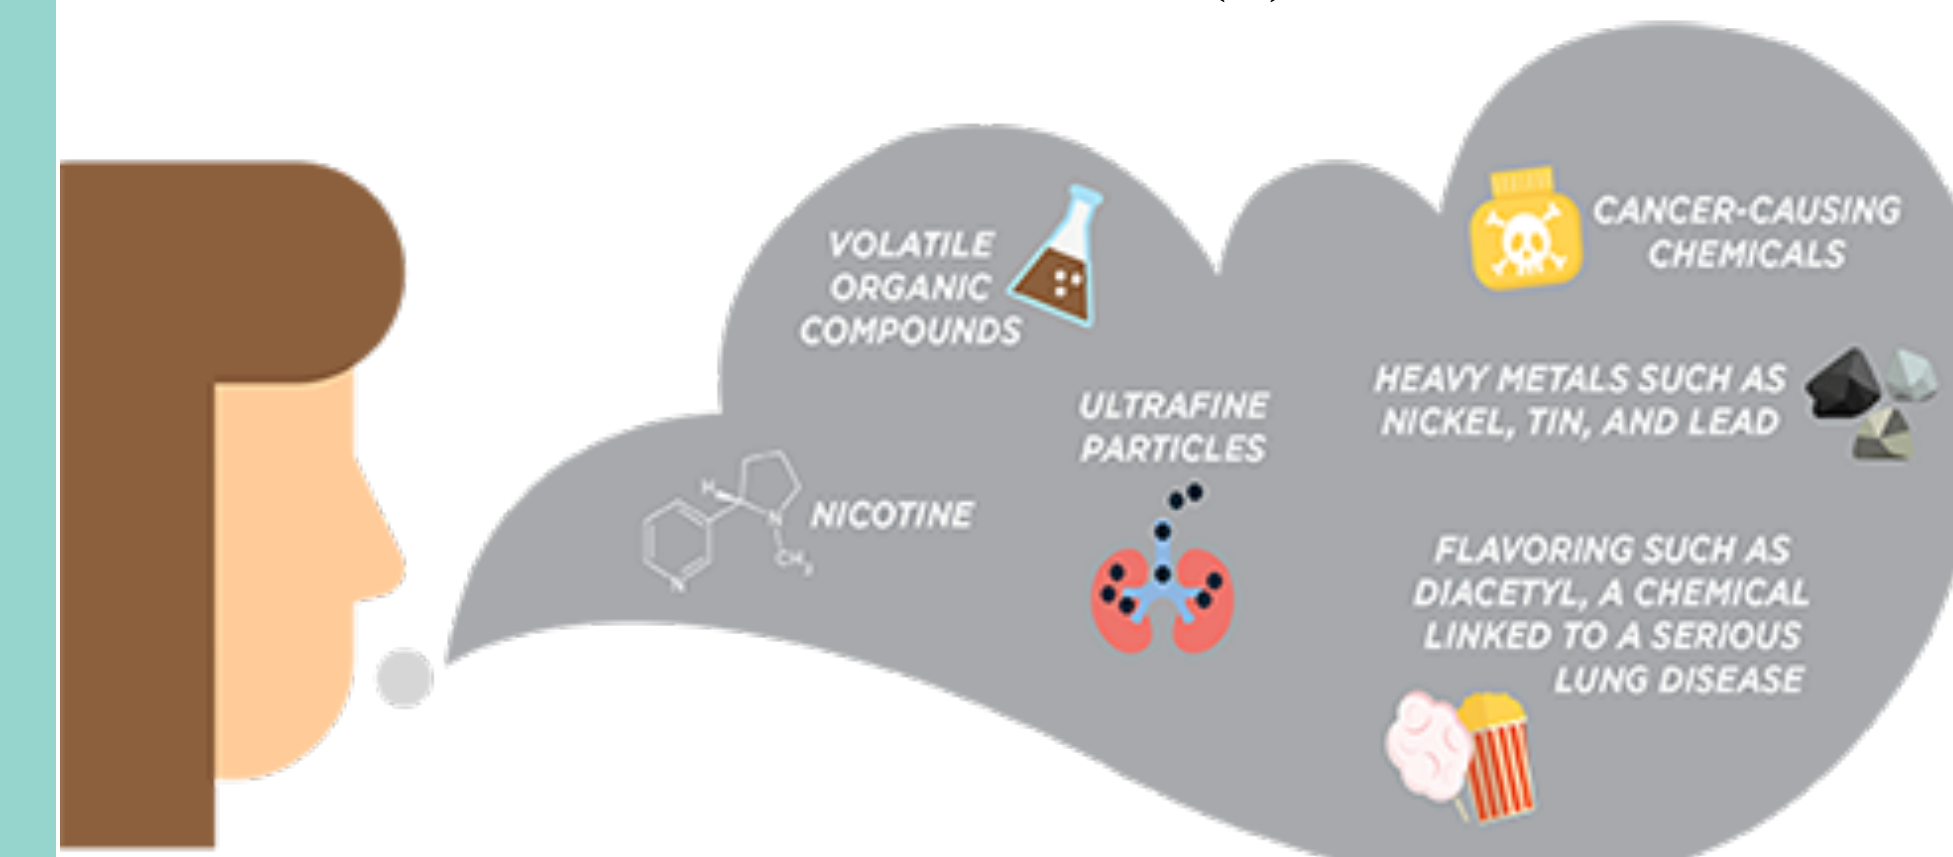 VOLATILE
ORGANIC
COMPOUNDS
CANCER-CAUSING
CHEMICALS
HEAVY METALS SUCH AS
NICKEL, TIN, AND LEAD
ULTRAFINE
PARTICLES
NICOTINE
H
N
CH3
N
FLAVORING SUCH AS
DIACETYL, A CHEMICAL
LINKED TO A SERIOUS
LUNG DISEASE